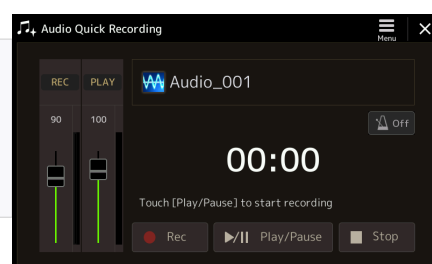 Audio Quick Recording
Menu
REC PLAY
Audio_001
90 100
Off
00:00
Touch [Play/Pause] to start recording
Rec Play/Pause Stop